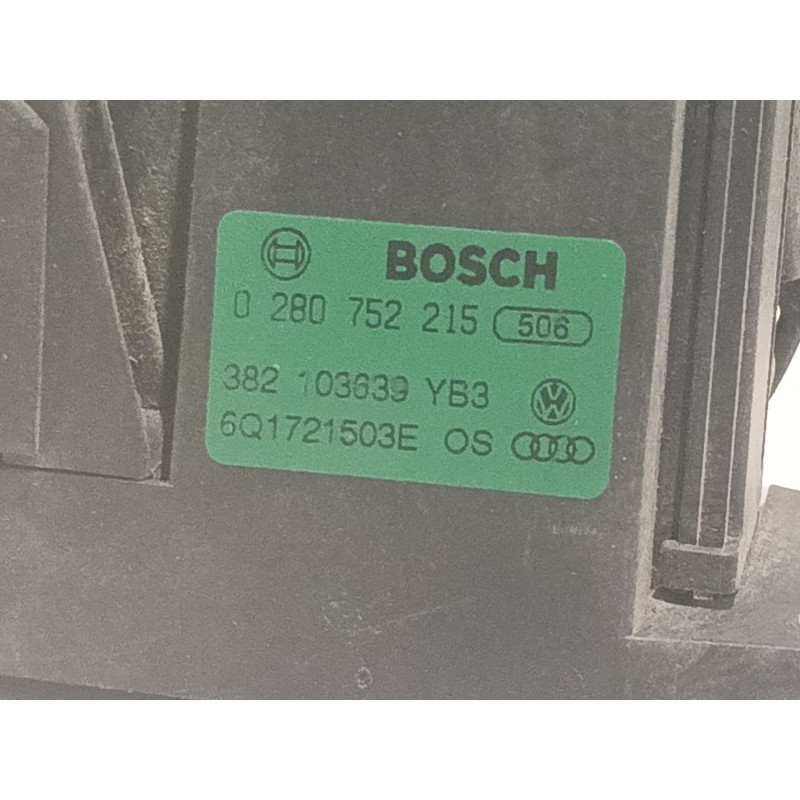 BOSCH
0 280 752 215 506
382 103639 YB3
6Q1721503E OS